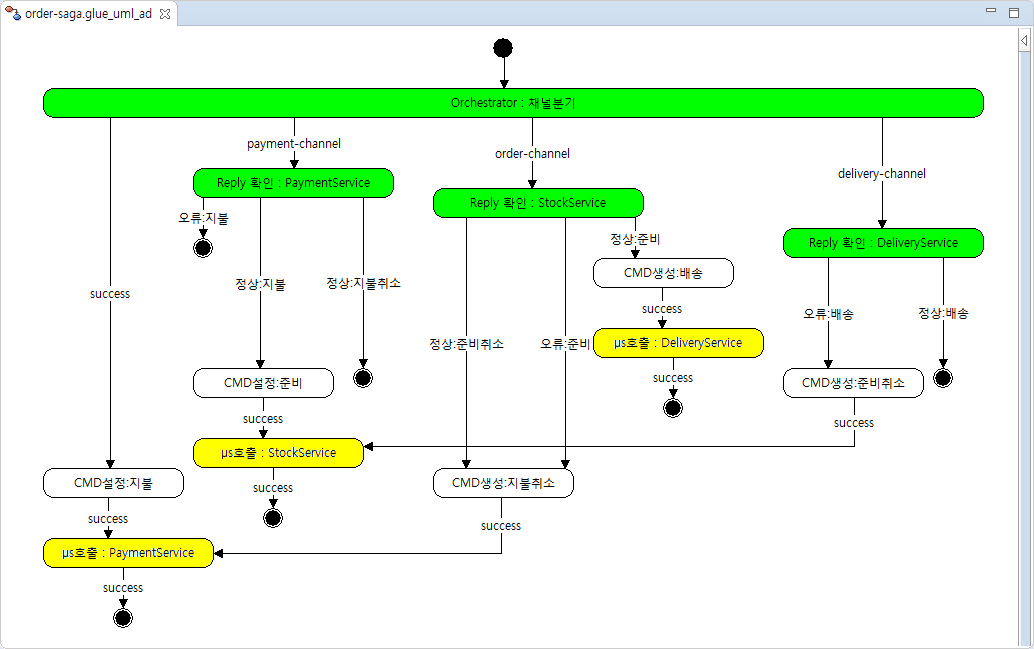 order-saga.glue_uml_ad
Orchestrator : 채널분기
payment-channel
order-channel
delivery-channel
Reply 확인 : PaymentService
Reply 확인 : StockService
오류:지불
정상:준비
Reply 확인 : DeliveryService
CMD생성:배송
정상:지불
정상:지불취소
success
success
오류:배송
정상:배송
정상:준비취소
오류:준비
µs호출 : DeliveryService
success
CMD설정:준비
CMD생성:준비취소
success
success
µs호출 : StockService
CMD설정:지불
success
CMD생성:지불취소
success
success
µs호출 : PaymentService
success